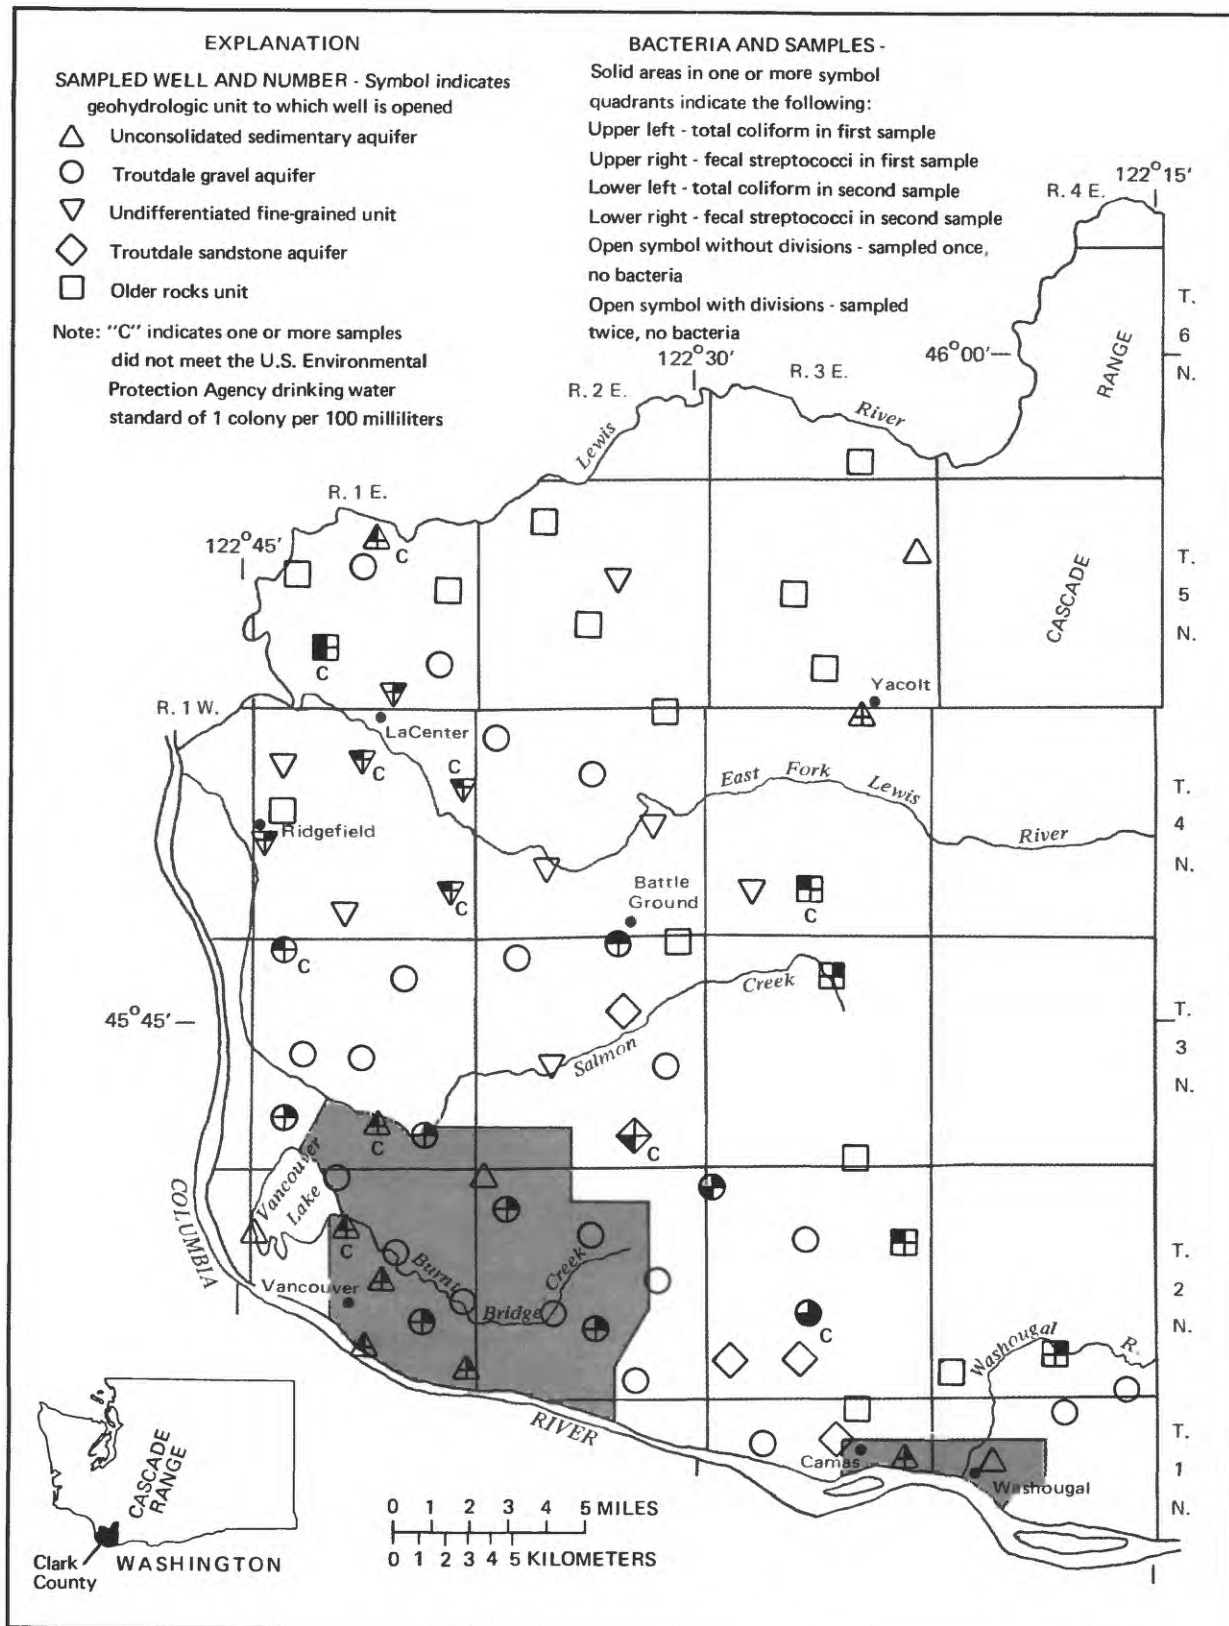 EXPLANATION
SAMPLED WELL AND NUMBER - Symbol indicates
geohydrologic unit to which well is opened
Unconsolidated sedimentary aquifer
Troutdale gravel aquifer
Undifferentiated fine-grained unit
Troutdale sandstone aquifer
Older rocks unit
Note: "C" indicates one or more samples
did not meet the U.S. Environmental
Protection Agency drinking water
standard of 1 colony per 100 milliliters
BACTERIA AND SAMPLES -
Solid areas in one or more symbol
quadrants indicate the following:
Upper left - total coliform in first sample
Upper right - fecal streptococci in first sample
Lower left - total coliform in second sample
Lower right - fecal streptococci in second sample
Open symbol without divisions - sampled once,
no bacteria
Open symbol with divisions - sampled
twice, no bacteria
122°15'
R. 4 E.
T.
6
N.
122°30'
46°00'
RANGE
R. 3 E.
R. 2 E.
River
Lewis
R. 1 E.
122°45'
C
T.
5
N.
CASCADE
C
Yacolt
R. 1 W.
LaCenter
C
C
East Fork Lewis
River
T.
4
N.
Ridgefield
Battle
Ground
C
C
C
Creek
45°45'
T.
3
N.
Salmon
C
C
Vancouver
Lake
COLUMBIA
C
Burnt
Creek
Bridge
Vancouver
T.
2
N.
C
Washougal
R.
RIVER
T.
1
N.
Camas
Washougal
CASCADE
RANGE
0 1 2 3 4 5 MILES
0 1 2 3 4 5 KILOMETERS
Clark
County
WASHINGTON